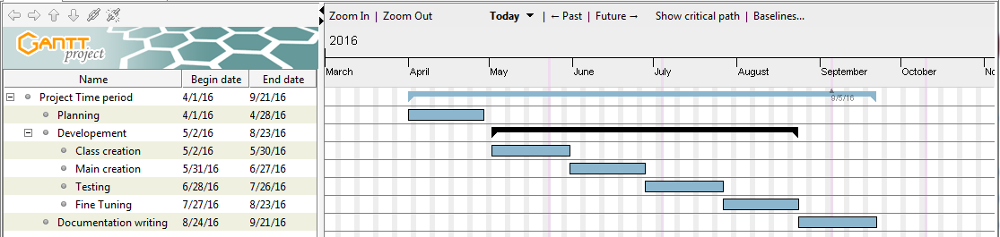 Zoom In | Zoom Out Today | ← Past | Future → Show critical path | Baselines...
2016
GANTT
project
March April May June July August September October No
Name Begin date End date
Project Time period 4/1/16 9/21/16
9/5/16
Planning 4/1/16 4/28/16
Developement 5/2/16 8/23/16
Class creation 5/2/16 5/30/16
Main creation 5/31/16 6/27/16
Testing 6/28/16 7/26/16
Fine Tuning 7/27/16 8/23/16
Documentation writing 8/24/16 9/21/16